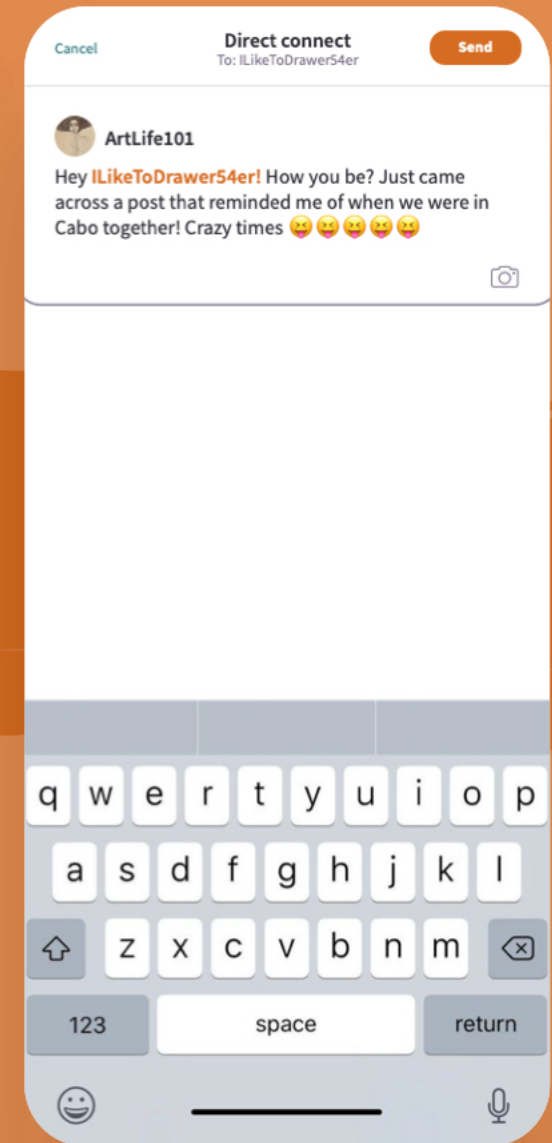 Cancel
Direct connect
Send
To: ILikeToDrawer54er
ArtLife101
Hey ILikeToDrawer54er! How you be? Just came
across a post that reminded me of when we were in
Cabo together! Crazy times 😝😝😝😝😝
q w e r t y u i o p
a s d f g h j k l
z x c v b n m
123 space return